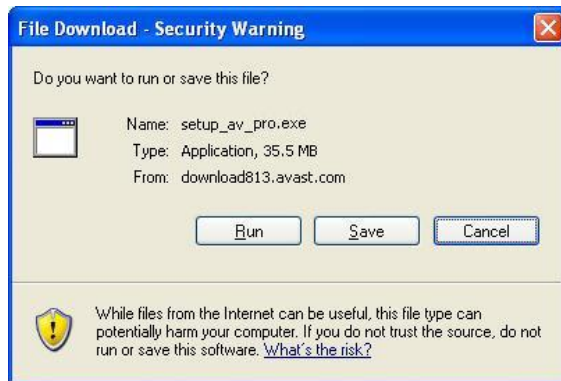 File Download - Security Warning
Do you want to run or save this file?
Name: setup_av_pro.exe
Type: Application, 35.5 MB
From: download813.avast.com
Run Save Cancel
While files from the Internet can be useful, this file type can
potentially harm your computer. If you do not trust the source, do not
run or save this software. What's the risk?